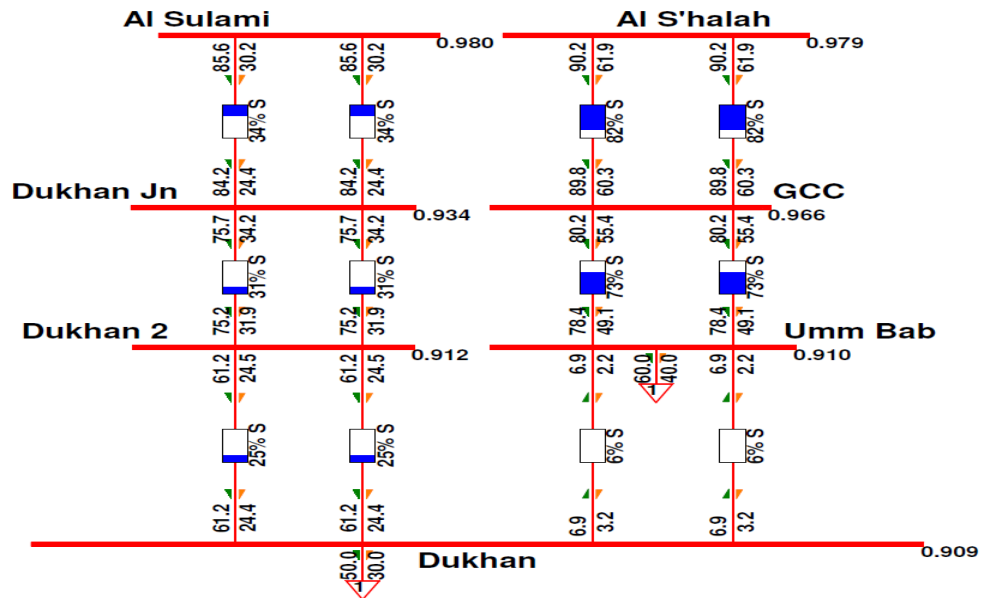 Al Sulami Al S'halah
0.980 0.979
85.6 30.2 85.6 30.2 90.2 61.9 90.2 61.9
34% S 34% S 82% S 82% S
84.2 24.4 84.2 24.4 89.8 60.3 89.8 60.3
Dukhan Jn GCC
0.934 0.966
75.7 34.2 75.7 34.2 80.2 55.4 80.2 55.4
31% S 31% S 73% S 73% S
75.2 31.9 75.2 31.9 78.4 49.1 78.4 49.1
Dukhan 2 Umm Bab
0.912 0.910
61.2 24.5 61.2 24.5 6.9 2.2 60.0 40.0 6.9 2.2
1
25% S 25% S 6% S 6% S
61.2 24.4 61.2 24.4 6.9 3.2 6.9 3.2
0.909
Dukhan
50.0 30.0
1